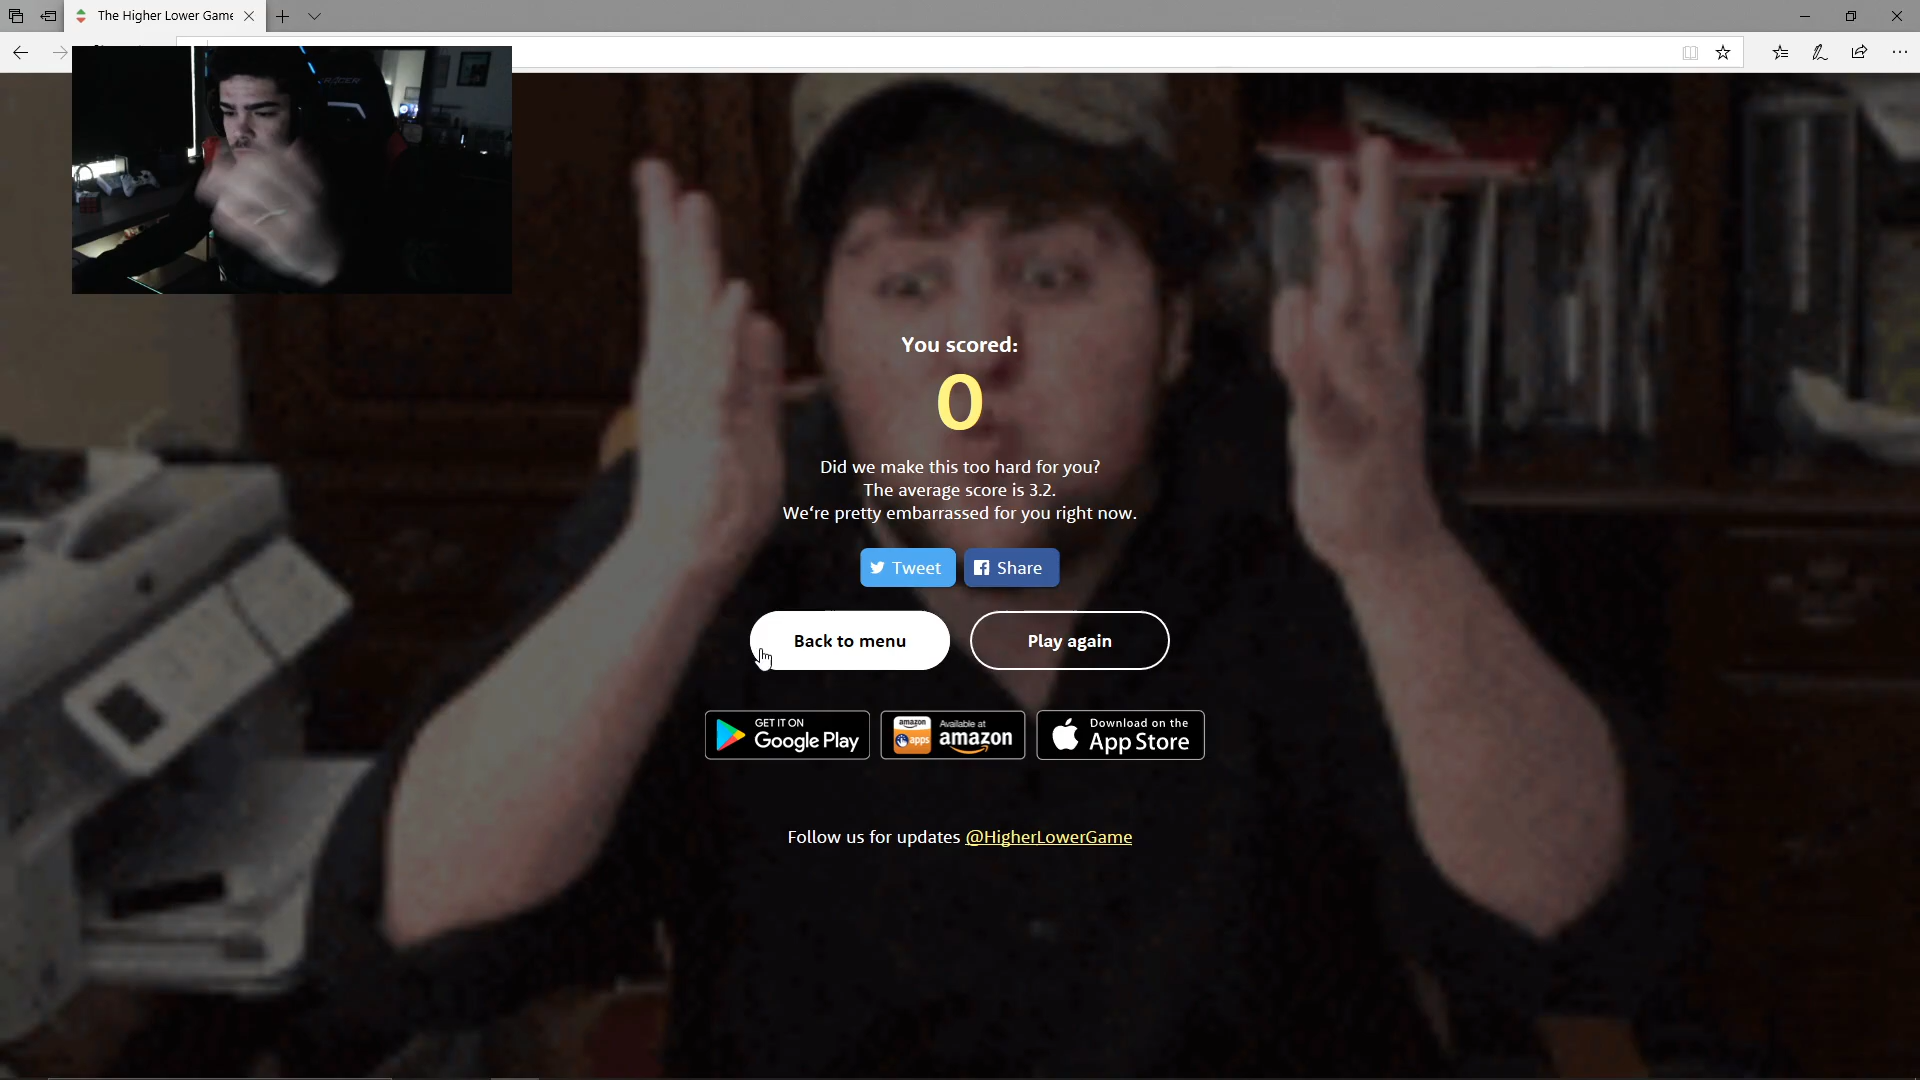 The Higher Lower Game
You scored:
0
Did we make this too hard for you?
The average score is 3.2.
We're pretty embarrassed for you right now.
Tweet
Share
Back to menu
Play again
GET IT ON
Google Play
amazon
apps
Available at
amazon
Download on the
App Store
Follow us for updates @HigherLowerGame